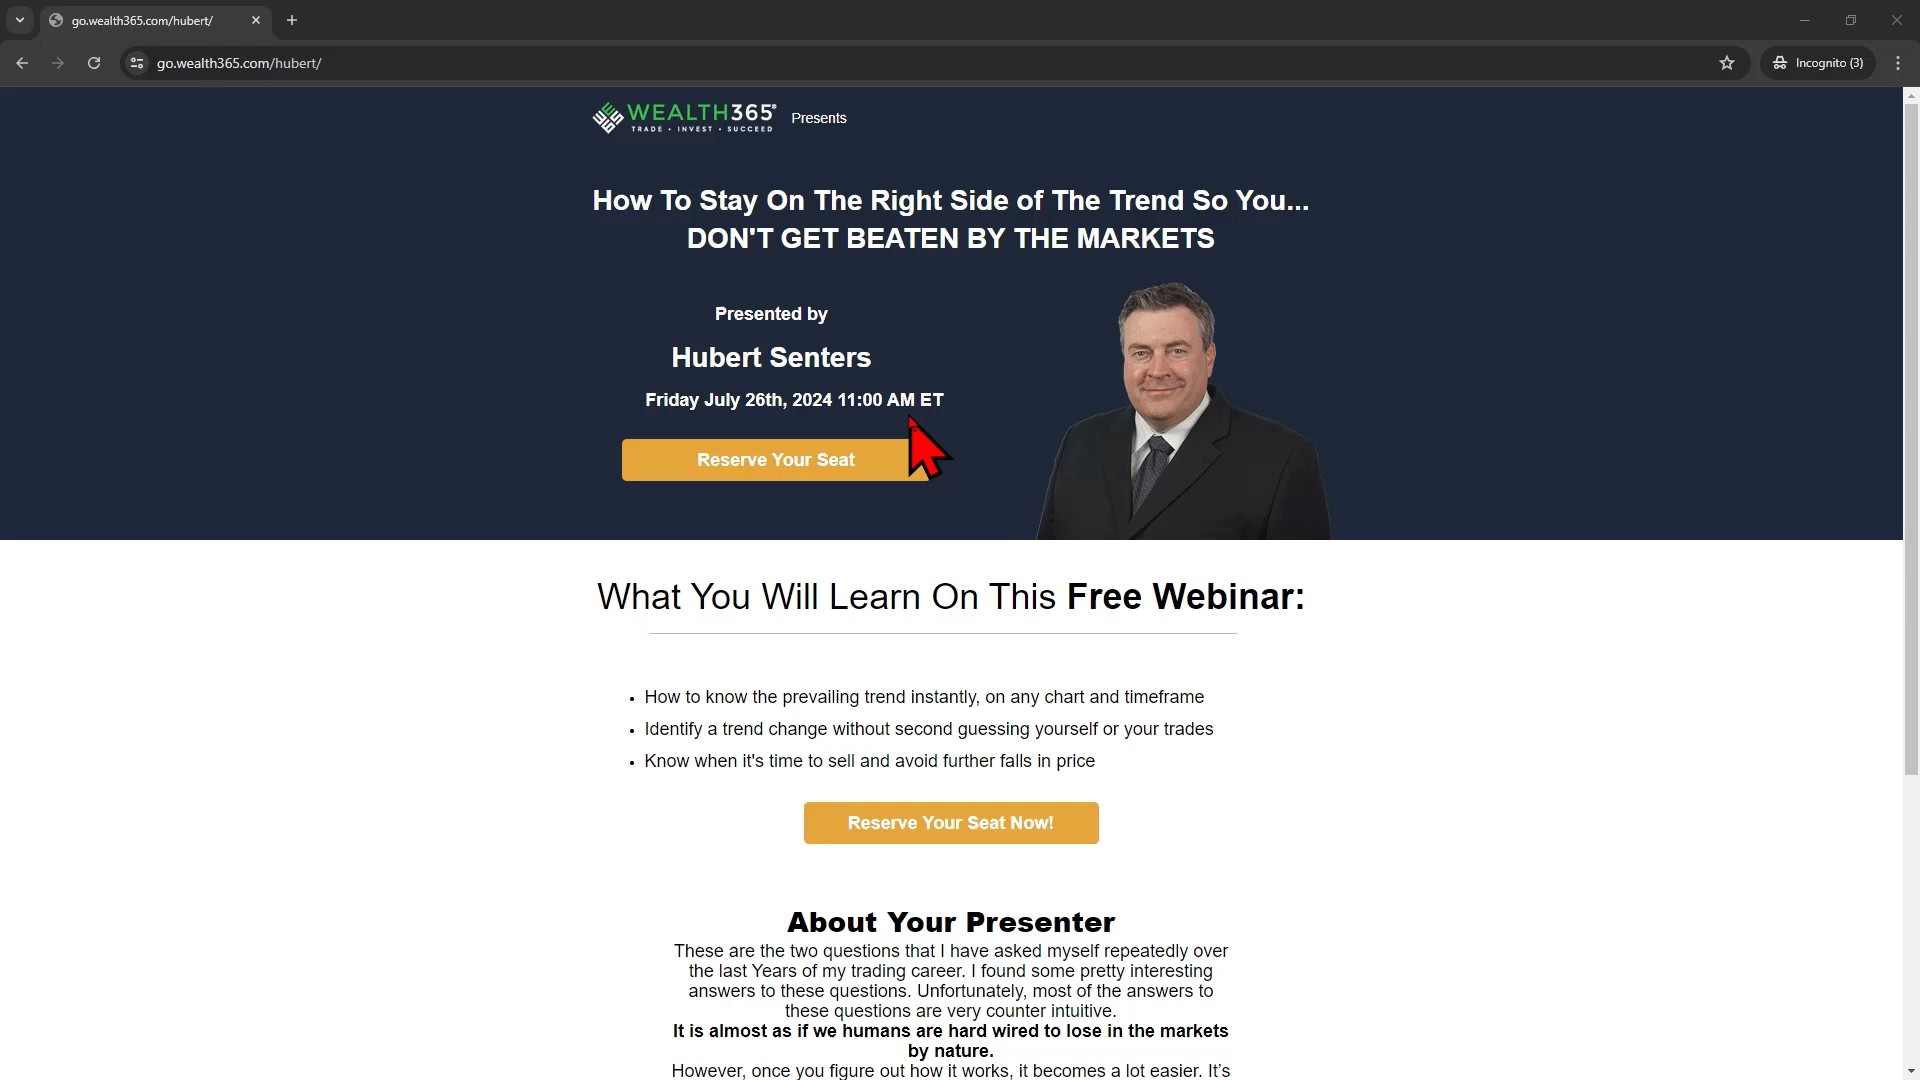 go.wealth365.com/hubert/
go.wealth365.com/hubert/
Incognito (3)
WEALTH365® Presents
TRADE • INVEST • SUCCEED
How To Stay On The Right Side of The Trend So You...
DON'T GET BEATEN BY THE MARKETS
Presented by
Hubert Senters
Friday July 26th, 2024 11:00 AM ET
Reserve Your Seat
What You Will Learn On This Free Webinar:
• How to know the prevailing trend instantly, on any chart and timeframe
• Identify a trend change without second guessing yourself or your trades
• Know when it's time to sell and avoid further falls in price
Reserve Your Seat Now!
About Your Presenter
These are the two questions that I have asked myself repeatedly over
the last Years of my trading career. I found some pretty interesting
answers to these questions. Unfortunately, most of the answers to
these questions are very counter intuitive.
It is almost as if we humans are hard wired to lose in the markets
by nature.
However, once you figure out how it works, it becomes a lot easier. It's